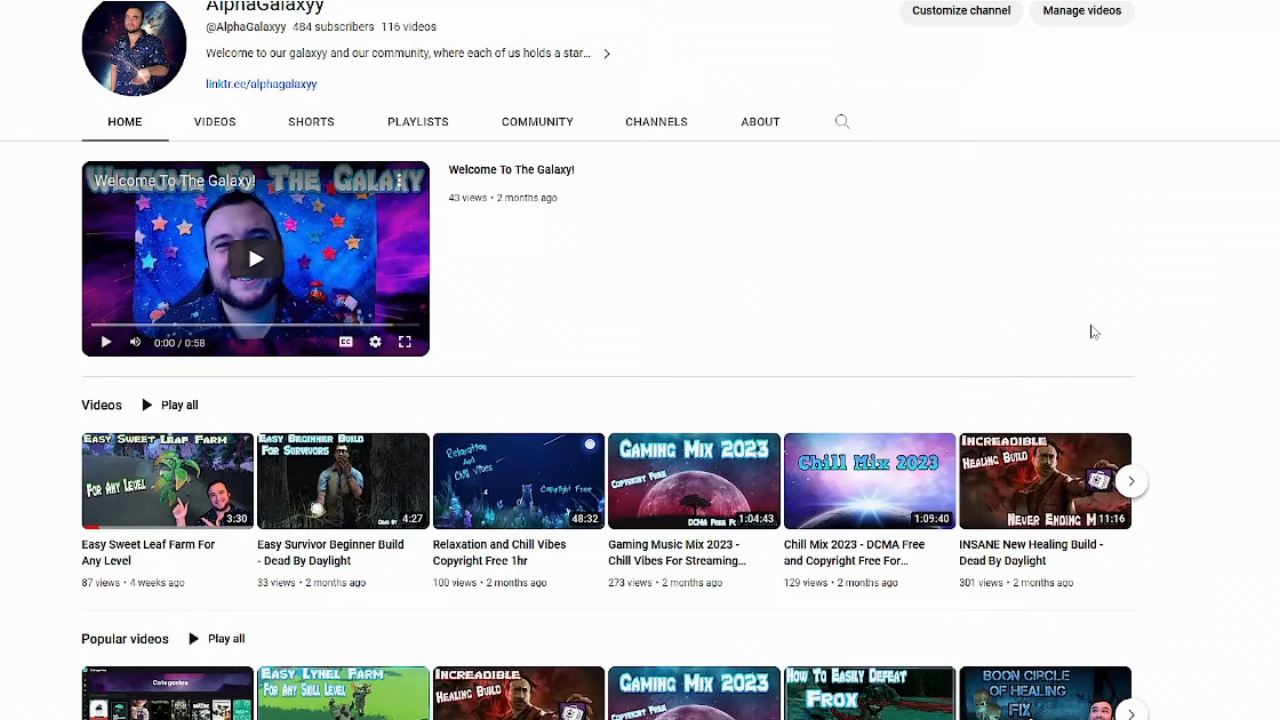 AlphaGalaxyy
Customize channel
Manage videos
@AlphaGalaxyy 484 subscribers 116 videos
Welcome to our galaxyy and our community, where each of us holds a star...
linktr.ee/alphagalaxyy
HOME
VIDEOS
SHORTS
PLAYLISTS
COMMUNITY
CHANNELS
ABOUT
WELCOME TO THE GALAXY
Welcome To The Galaxy!
0:00 / 0:58
CC
Welcome To The Galaxy!
43 views • 2 months ago
Videos
Play all
EASY SWEET LEAF FARM
FOR ANY LEVEL
3:30
EASY BEGINNER BUILD
FOR SURVIVORS
DEAD BY
4:27
Relaxation
And
Chill Vibes
Copyright Free
48:32
GAMING MIX 2023
COPYRIGHT FREE
DCMA F
1:04:43
Chill Mix 2023
1:09:40
INCREADIBLE
HEALING BUILD
NEVER ENDING M
11:16
Easy Sweet Leaf Farm For
Any Level
87 views • 4 weeks ago
Easy Survivor Beginner Build
- Dead By Daylight
33 views • 2 months ago
Relaxation and Chill Vibes
Copyright Free 1hr
100 views • 2 months ago
Gaming Music Mix 2023 -
Chill Vibes For Streaming...
273 views • 2 months ago
Chill Mix 2023 - DCMA Free
and Copyright Free For...
129 views • 2 months ago
INSANE New Healing Build -
Dead By Daylight
301 views • 2 months ago
Popular videos
Play all
Categories
EASY LYNEL FARM
FOR ANY SKILL LEVEL
INCREADIBLE
HEALING BUILD
GAMING MIX 2023
COPYRIGHT FREE
HOW TO EASILY DEFEAT
FROX
BOON CIRCLE
OF HEALING
FIX